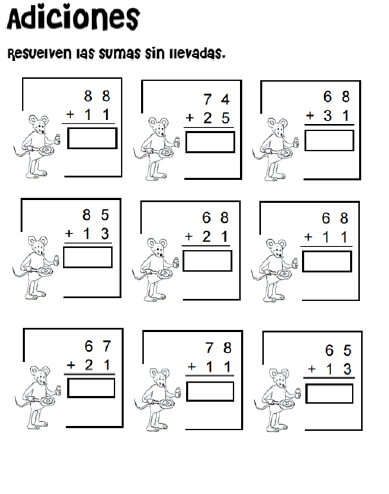 Adiciones
Resuelven las sumas sin llevadas.
88 74 68
+ 11 + 25 + 31
85 68 68
+ 13 + 21 + 11
67 78 65
+ 21 + 11 + 13